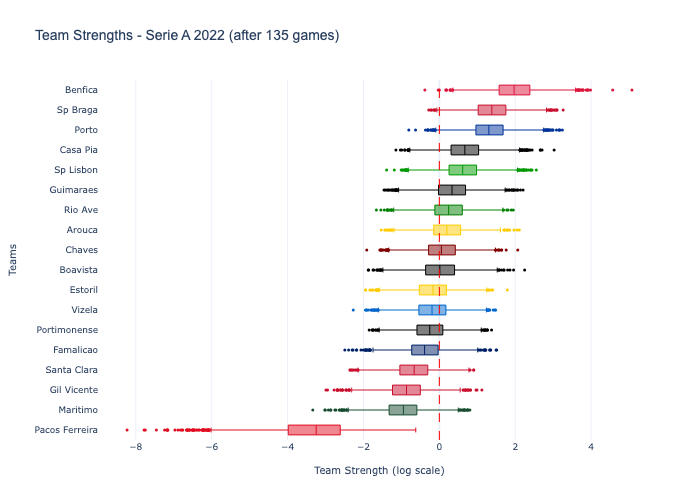 Team Strengths - Serie A 2022 (after 135 games)
Benfica
Sp Braga
Porto
Casa Pia
Sp Lisbon
Guimaraes
Rio Ave
Arouca
Chaves
Boavista
Estoril
Vizela
Portimonense
Famalicao
Santa Clara
Gil Vicente
Maritimo
Pacos Ferreira
Teams
−8 −6 −4 −2 0 2 4
Team Strength (log scale)